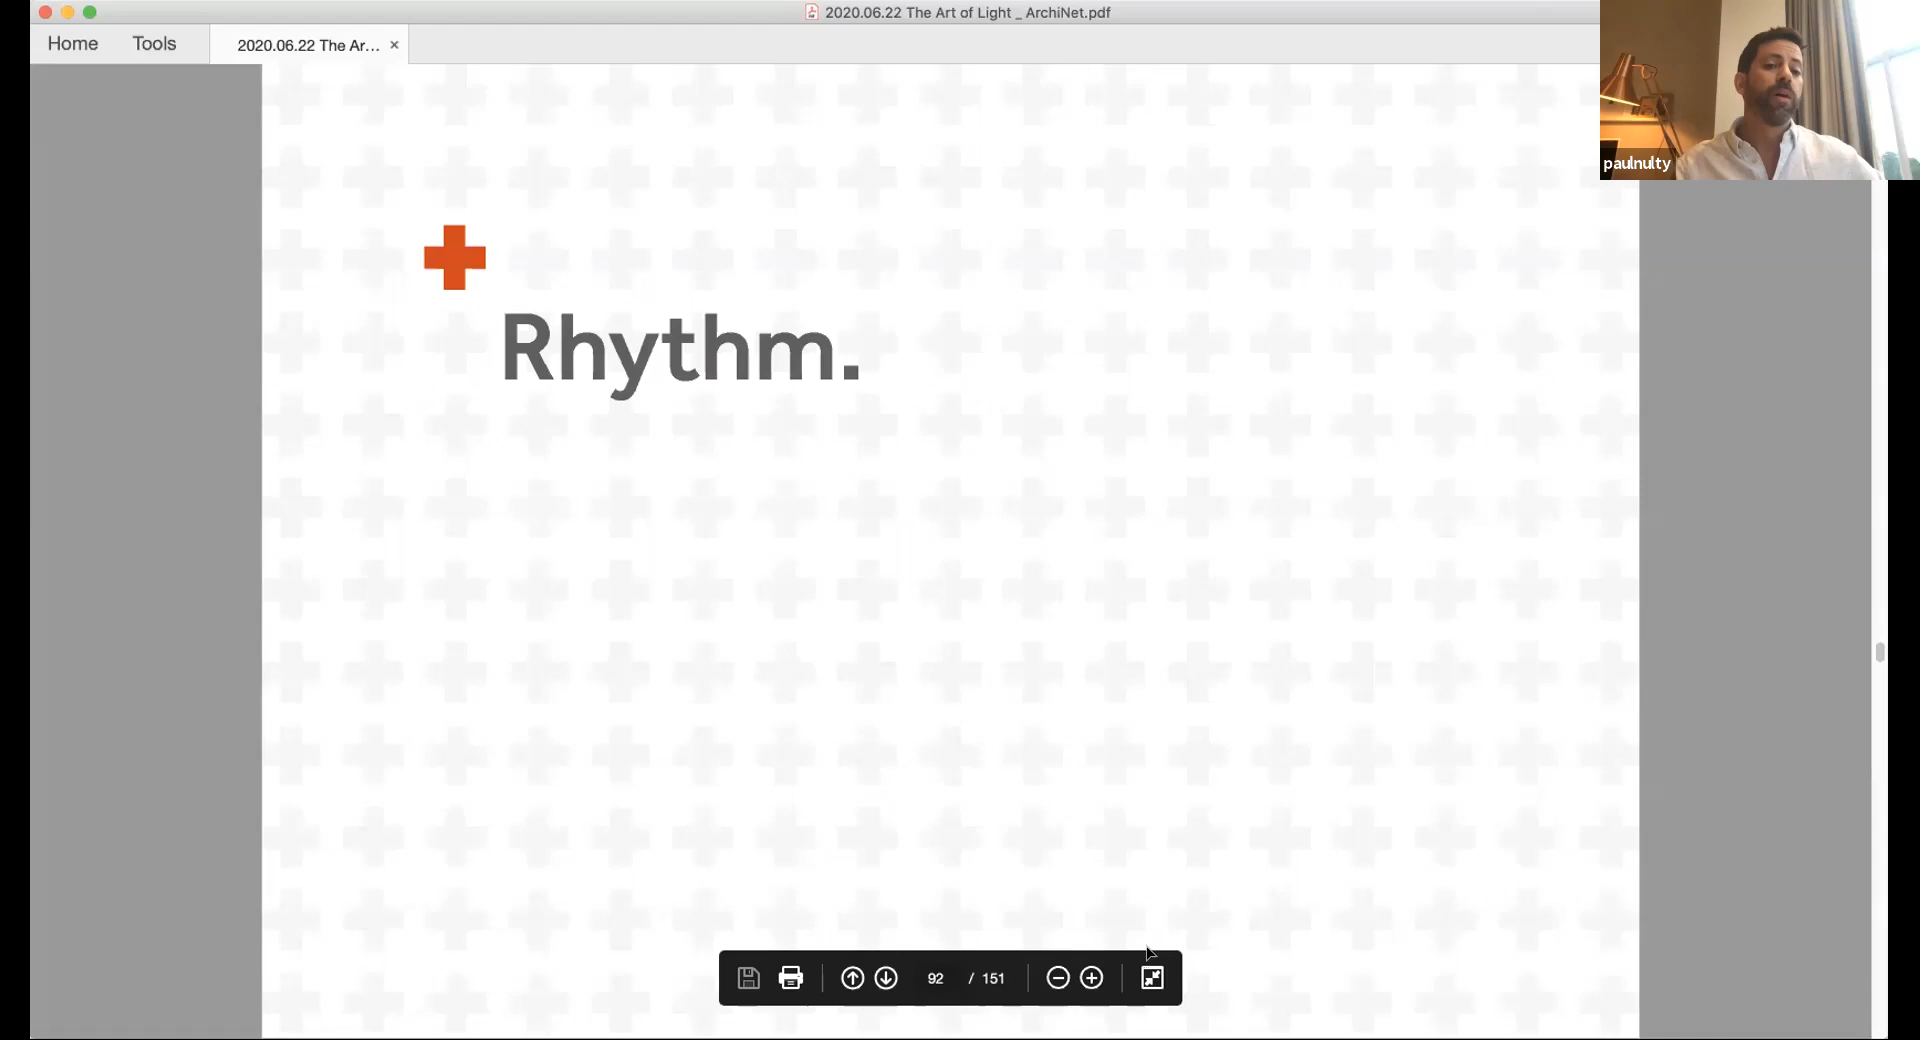 2020.06.22 The Art of Light _ ArchiNet.pdf
Home Tools 2020.06.22 The Ar... ×
paulnulty
Rhythm.
92 / 151